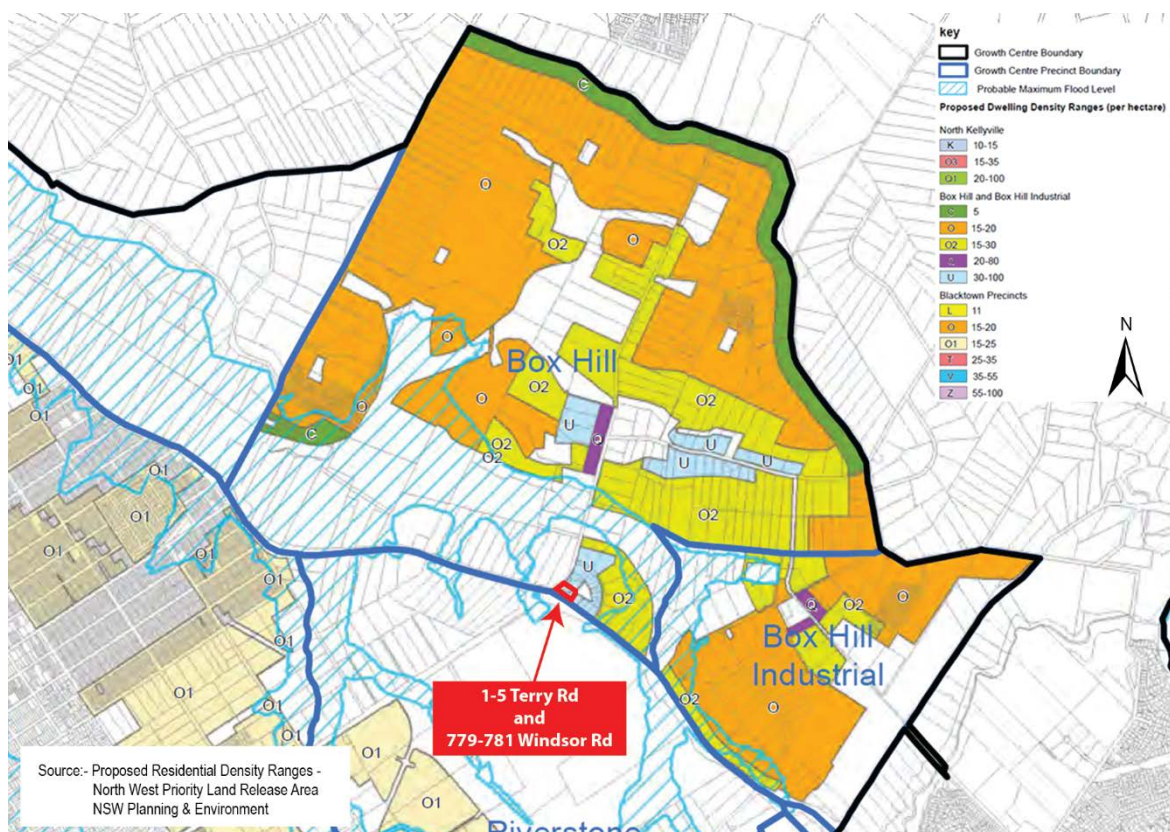 key
Growth Centre Boundary
Growth Centre Precinct Boundary
Probable Maximum Flood Level
Proposed Dwelling Density Ranges (per hectare)
North Kellyville
K 10-15
O3 15-35
Q1 20-100
Box Hill and Box Hill Industrial
C 5
O 15-20
O2 15-30
Q 20-80
U 30-100
Blacktown Precincts
L 11
O 15-20
O1 15-25
T 25-35
V 35-55
Z 55-100
N
C
O
O2
O
O
O
Box Hill
O
O2
O2
O
U
Q
C
O2
O2
U
U
U
O2
O1
O1
O1
O1
O1
O1
O1
U
O2
O
Q
O2
Box Hill
Industrial
O1
O1
O1
O2
O
1-5 Terry Rd
and
779-781 Windsor Rd
O1
O1
O1
Source:- Proposed Residential Density Ranges -
North West Priority Land Release Area
NSW Planning & Environment
Riverstone